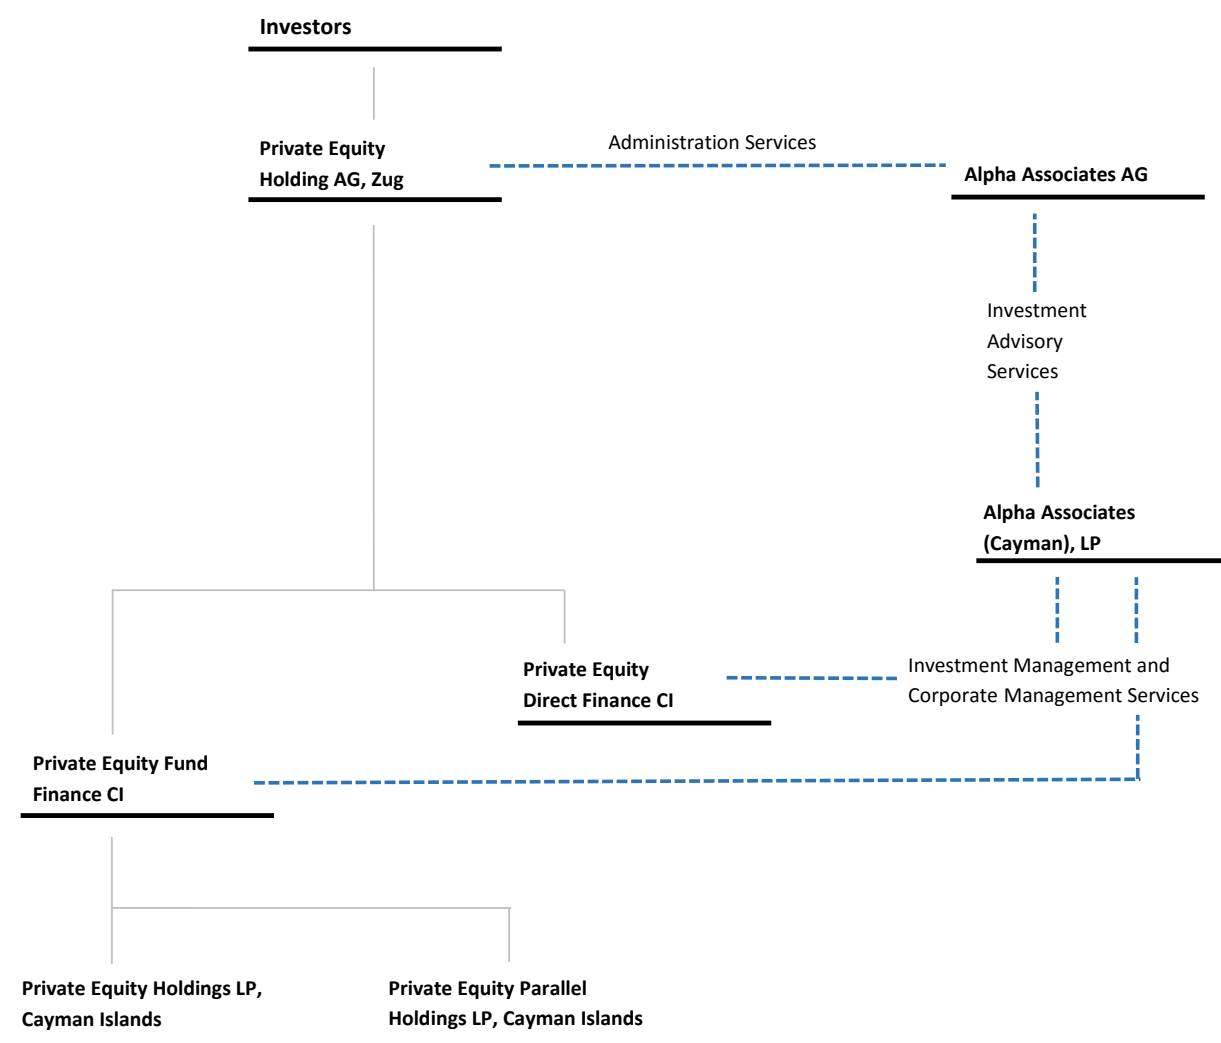 Investors
Private Equity
Holding AG, Zug
Administration Services
Alpha Associates AG
Investment
Advisory
Services
Alpha Associates
(Cayman), LP
Private Equity
Direct Finance CI
Investment Management and
Corporate Management Services
Private Equity Fund
Finance CI
Private Equity Holdings LP,
Cayman Islands
Private Equity Parallel
Holdings LP, Cayman Islands